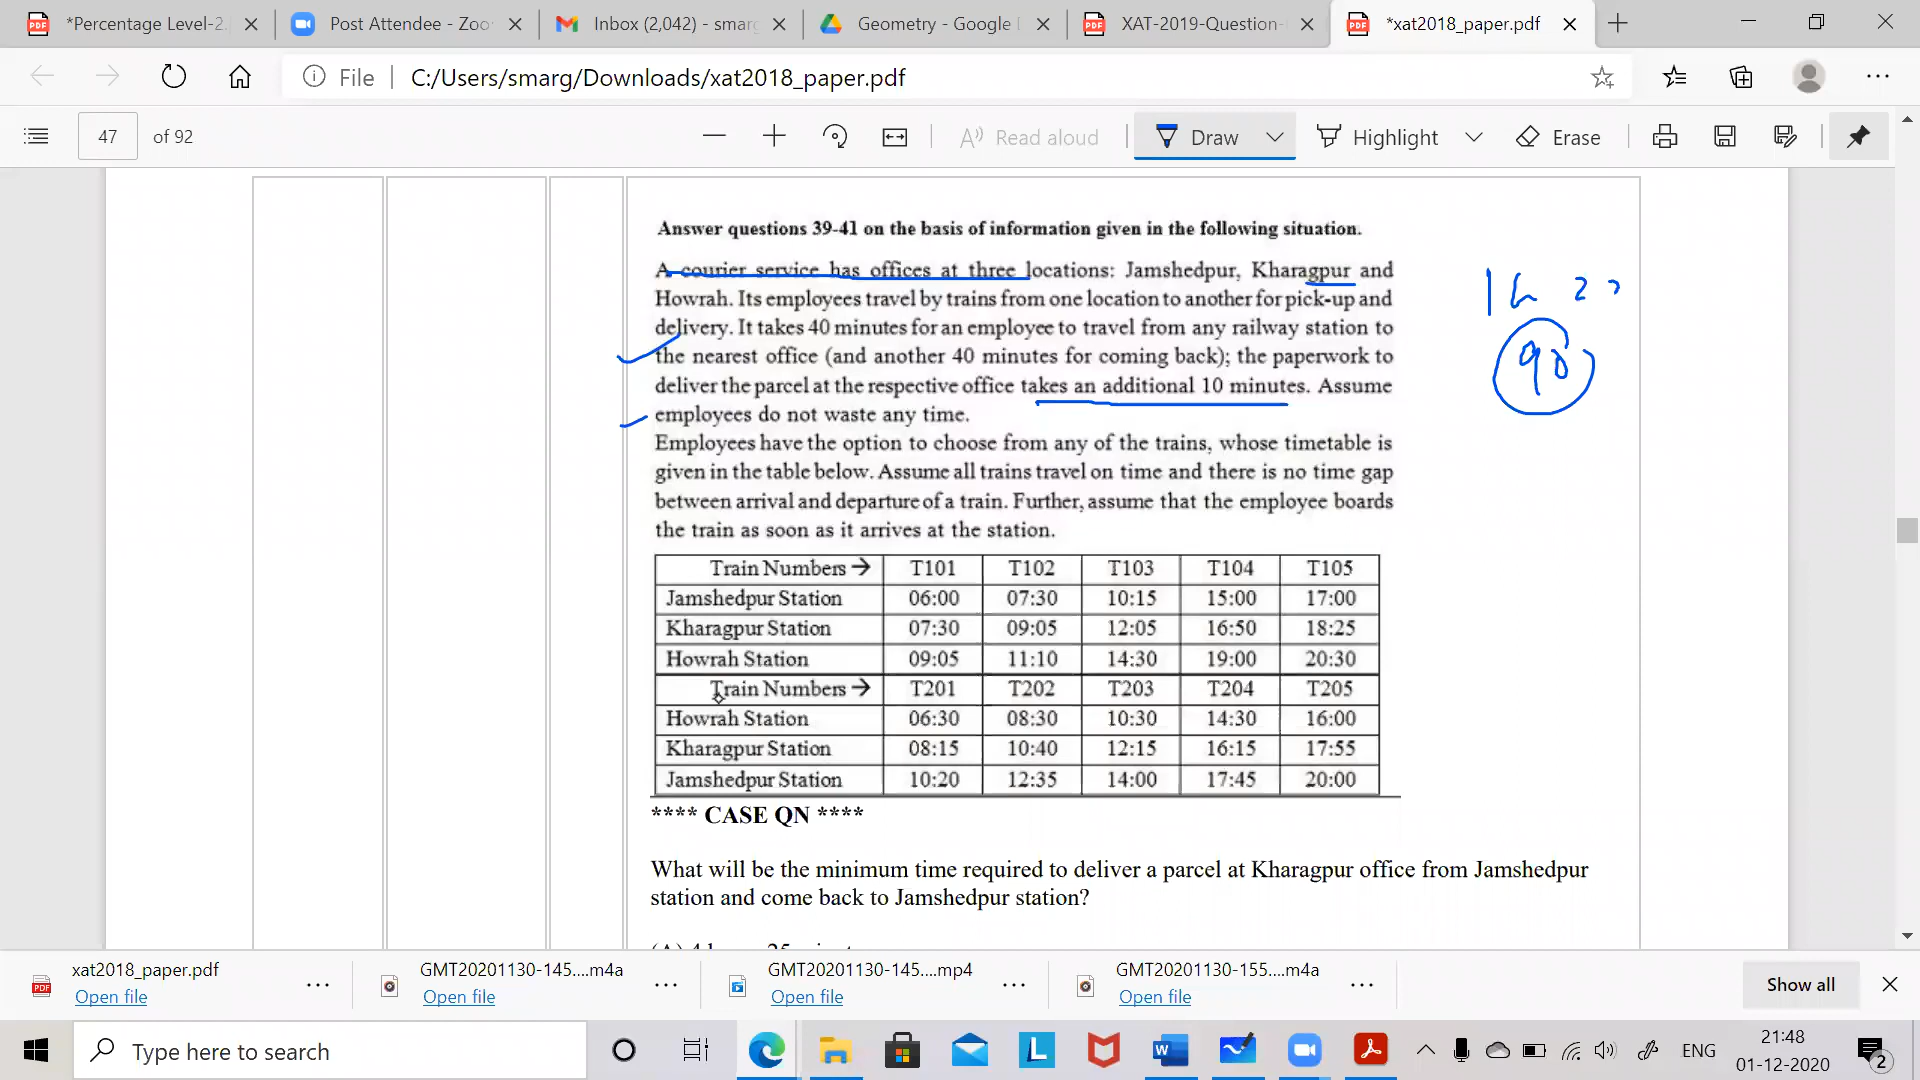 *Percentage Level-2.
Post Attendee - Zoo
Inbox (2,042) - smarg
Geometry - Google
XAT-2019-Question-
*xat2018_paper.pdf
File
C:/Users/smarg/Downloads/xat2018_paper.pdf
47 of 92
Read aloud
Draw
Highlight
Erase
Answer questions 39-41 on the basis of information given in the following situation.
A courier service has offices at three locations: Jamshedpur, Kharagpur and
Howrah. Its employees travel by trains from one location to another for pick-up and
delivery. It takes 40 minutes for an employee to travel from any railway station to
the nearest office (and another 40 minutes for coming back); the paperwork to
deliver the parcel at the respective office takes an additional 10 minutes. Assume
employees do not waste any time.
Employees have the option to choose from any of the trains, whose timetable is
given in the table below. Assume all trains travel on time and there is no time gap
between arrival and departure of a train. Further, assume that the employee boards
the train as soon as it arrives at the station.
1h
90
Train Numbers → T101 T102 T103 T104 T105
Jamshedpur Station 06:00 07:30 10:15 15:00 17:00
Kharagpur Station 07:30 09:05 12:05 16:50 18:25
Howrah Station 09:05 11:10 14:30 19:00 20:30
Train Numbers → T201 T202 T203 T204 T205
Howrah Station 06:30 08:30 10:30 14:30 16:00
Kharagpur Station 08:15 10:40 12:15 16:15 17:55
Jamshedpur Station 10:20 12:35 14:00 17:45 20:00
**** CASE QN ****
What will be the minimum time required to deliver a parcel at Kharagpur office from Jamshedpur
station and come back to Jamshedpur station?
xat2018_paper.pdf
Open file
GMT20201130-145....m4a
Open file
GMT20201130-145....mp4
Open file
GMT20201130-155....m4a
Open file
Show all
Type here to search
ENG
21:48
01-12-2020
2